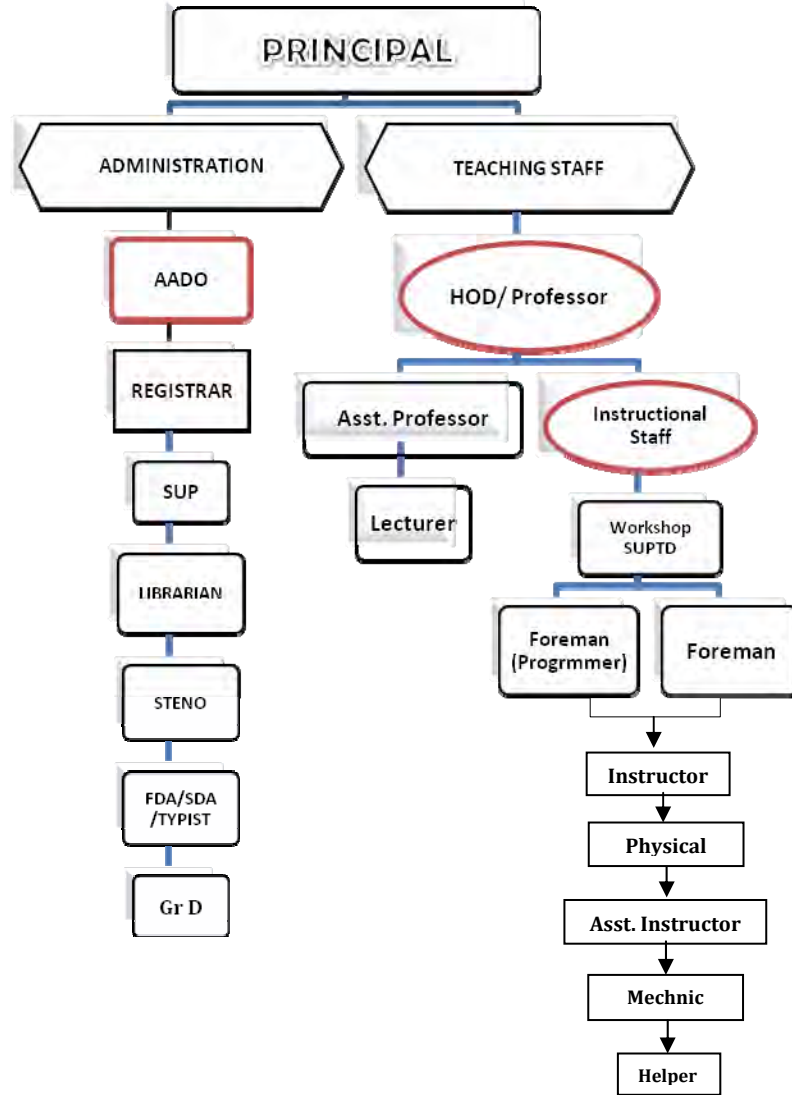 PRINCIPAL
ADMINISTRATION
TEACHING STAFF
AADO
HOD/ Professor
REGISTRAR
Asst. Professor
Instructional
Staff
SUP
Lecturer
Workshop
SUPTD
LIBRARIAN
Foreman
(Progrmmer)
Foreman
STENO
Instructor
FDA/SDA
/TYPIST
Physical
Gr D
Asst. Instructor
Mechnic
Helper